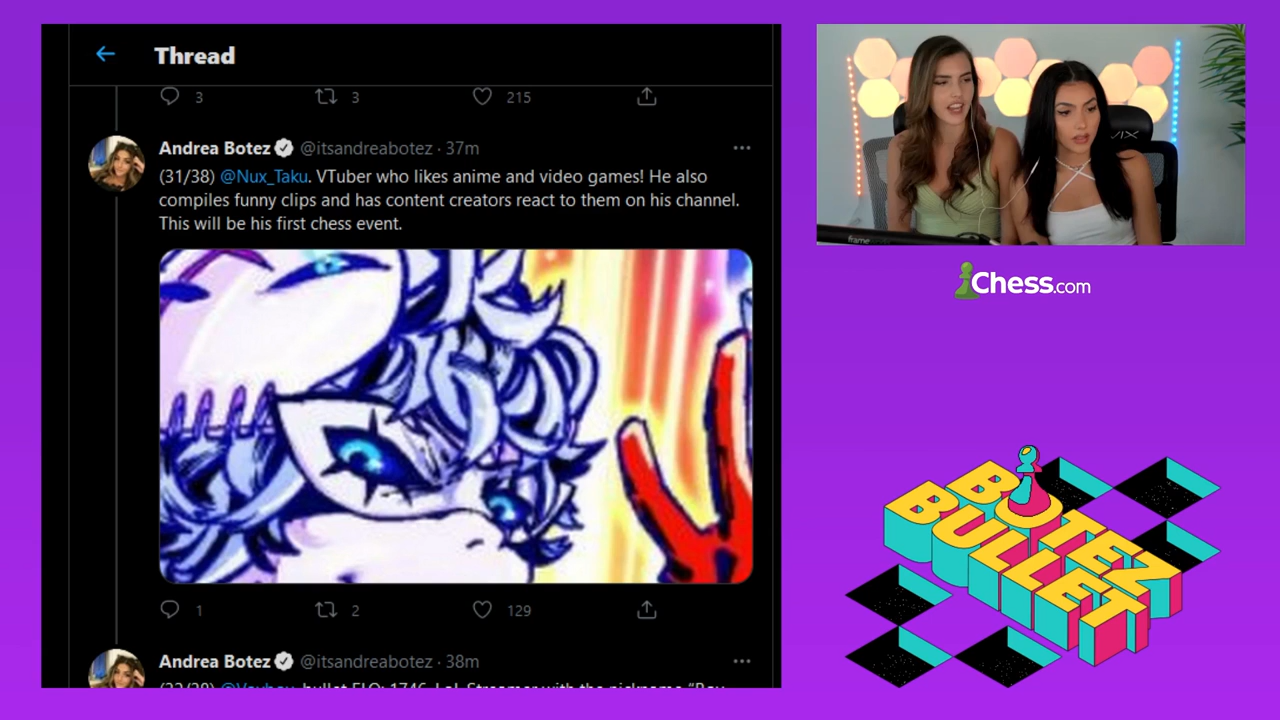 Thread
3
3
215
Andrea Botez @itsandreabotez · 37m
(31/38) @Nux_Taku. VTuber who likes anime and video games! He also
compiles funny clips and has content creators react to them on his channel.
This will be his first chess event.
1
2
129
Andrea Botez @itsandreabotez · 38m
frame
Chess.com
BOTEZ
BULLET